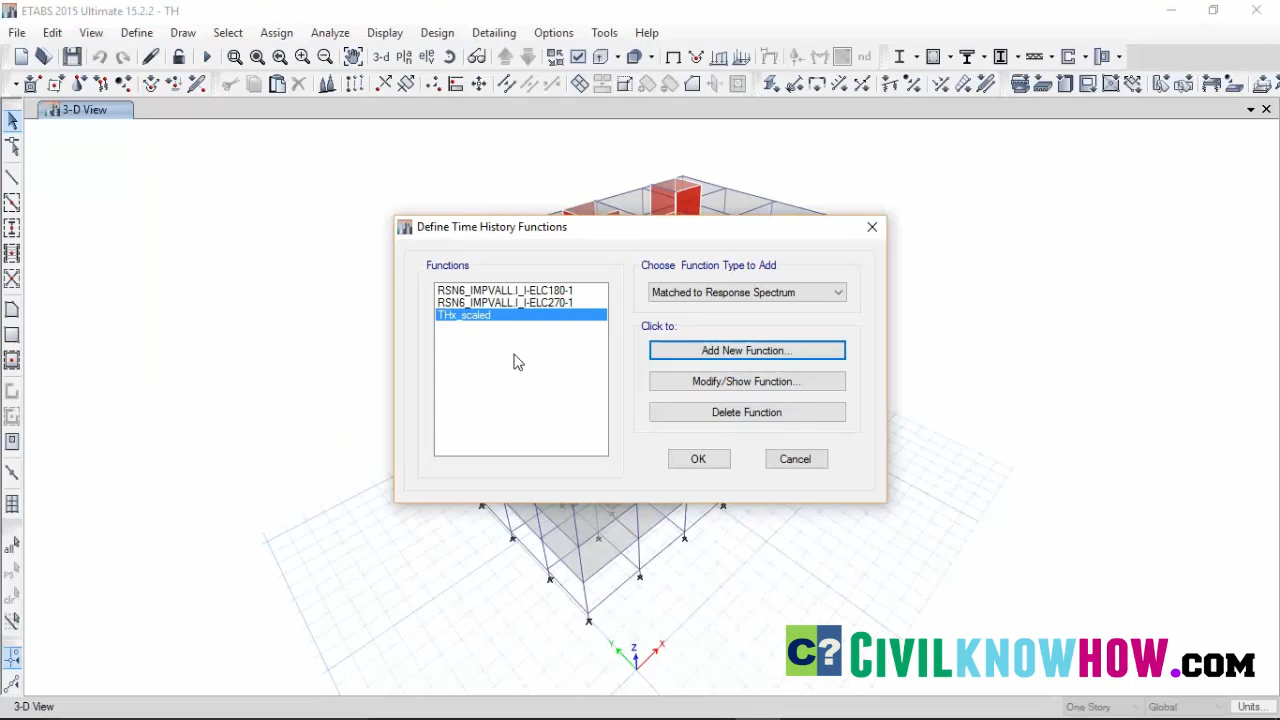 ETABS 2015 Ultimate 15.2.2 - TH
File Edit View Define Draw Select Assign Analyze Display Design Detailing Options Tools Help
3-d
nd
3-D View
Define Time History Functions
Functions
RSN6_IMPVALL.I_I-ELC180-1
RSN6_IMPVALL.I_I-ELC270-1
THx_scaled
Choose Function Type to Add
Matched to Response Spectrum
Click to:
Add New Function...
Modify/Show Function...
Delete Function
OK Cancel
all
Y Z X
C? CIVILKNOWHOW.COM
3-D View One Story Global Units...